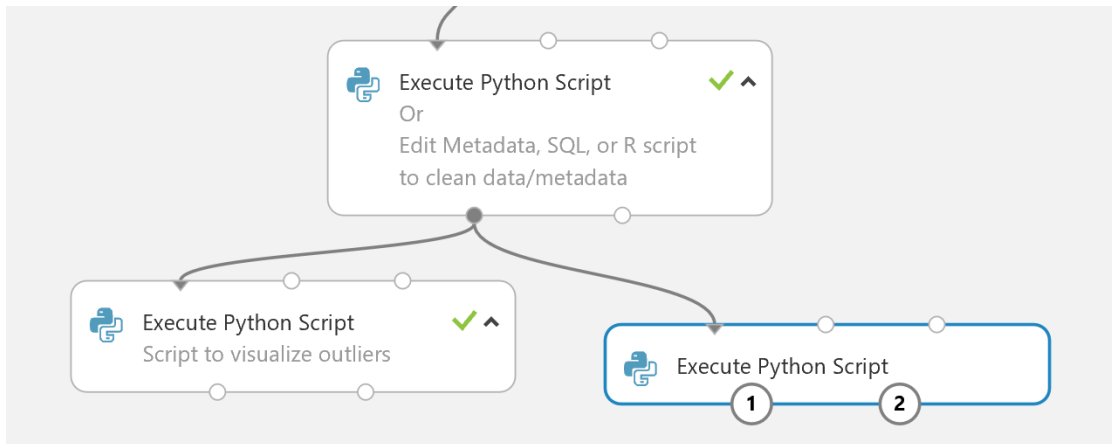 Execute Python Script
Or
Edit Metadata, SQL, or R script
to clean data/metadata
Execute Python Script
Script to visualize outliers
Execute Python Script
1
2